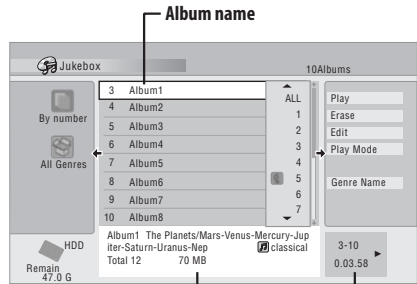 Album name
Jukebox
10Albums
By number
All Genres
3 Album1
4 Album2
5 Album3
6 Album4
7 Album5
8 Album6
9 Album7
10 Album8
ALL
1
2
3
4
5
6
7
Play
Erase
Edit
Play Mode
Genre Name
HDD
Remain
47.0 G
Album1 The Planets/Mars-Venus-Mercury-Jup
iter-Saturn-Uranus-Nep classical
Total 12 70 MB
3-10
0.03.58